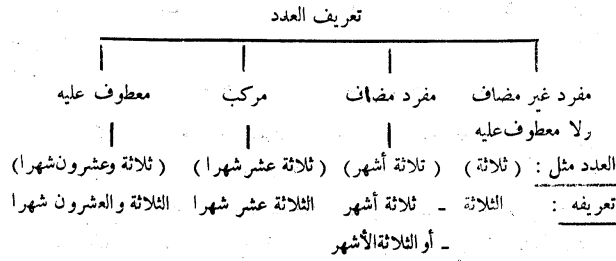 تعريف العدد
مفرد غير مضاف    مفرد مضاف    مركب    معطوف عليه
ولا معطوف عليه
العدد مثل : (ثلاثة) (ثلاثة أشهر) (ثلاثة عشر شهرا) (ثلاثة وعشرون شهرا)
تعريفه : الثلاثة - ثلاثة أشهر الثلاثة عشر شهرا الثلاثة والعشرون شهرا
- أو الثلاثة الأشهر